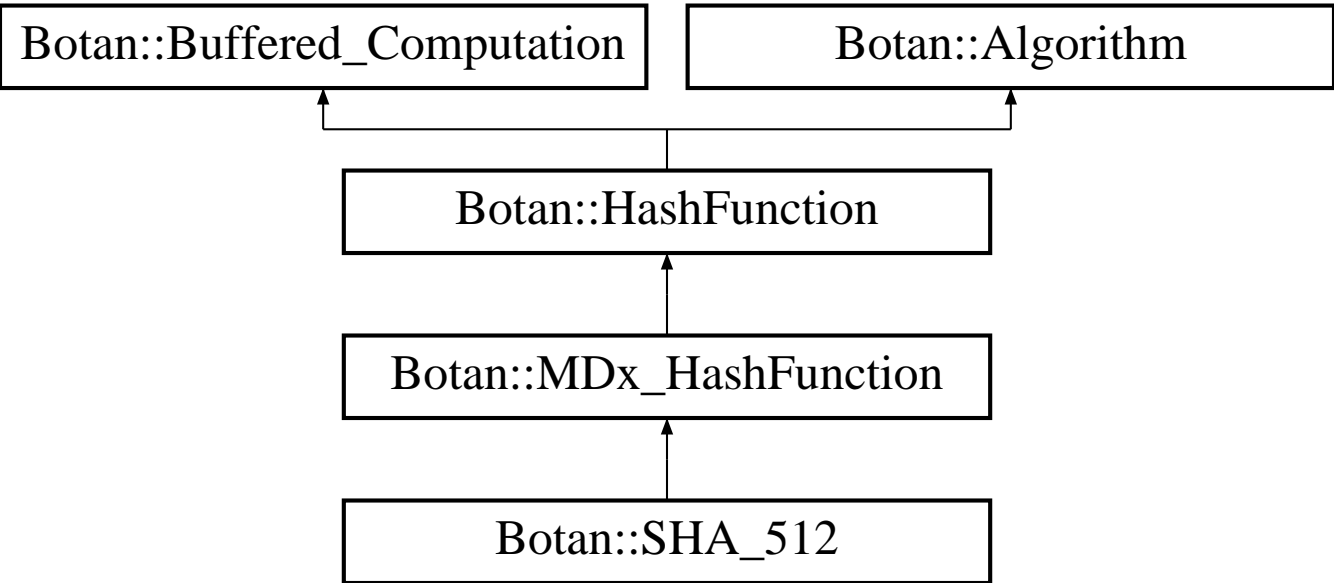 Botan::Buffered_Computation
Botan::Algorithm
Botan::HashFunction
Botan::MDx_HashFunction
Botan::SHA_512